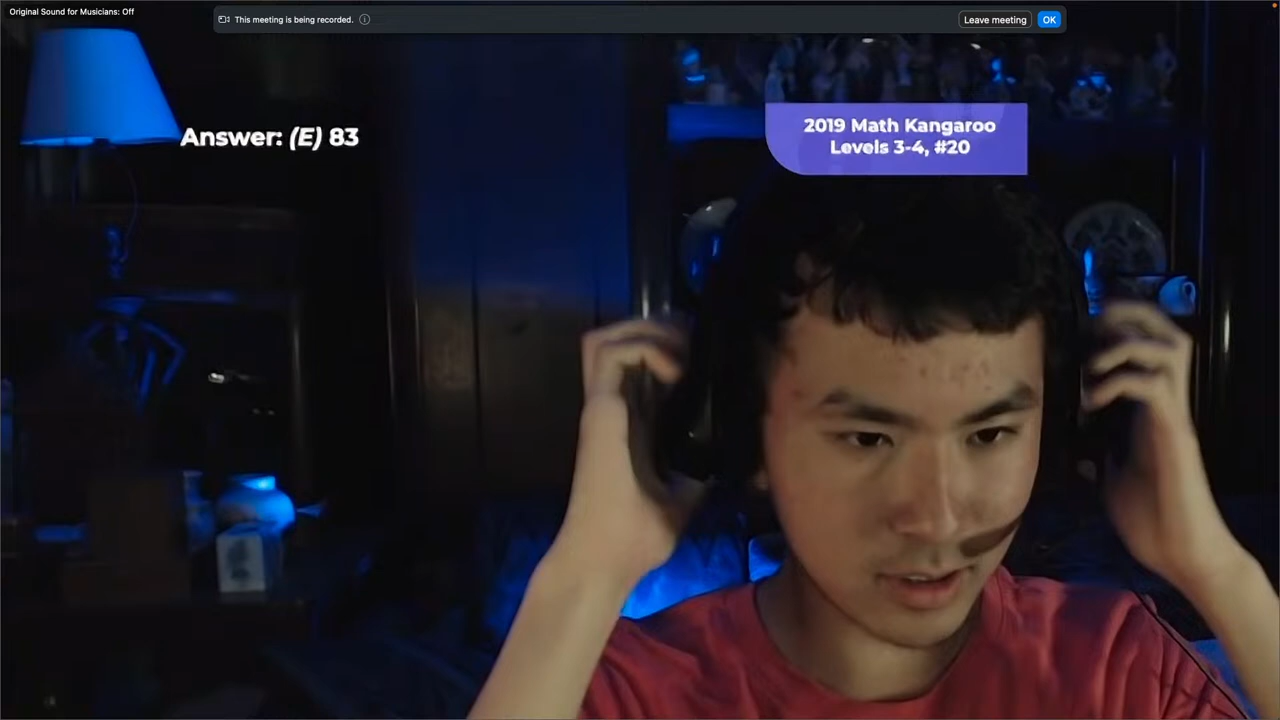 Original Sound for Musicians: Off
This meeting is being recorded.
Leave meeting
OK
Answer: (E) 83
2019 Math Kangaroo
Levels 3-4, #20